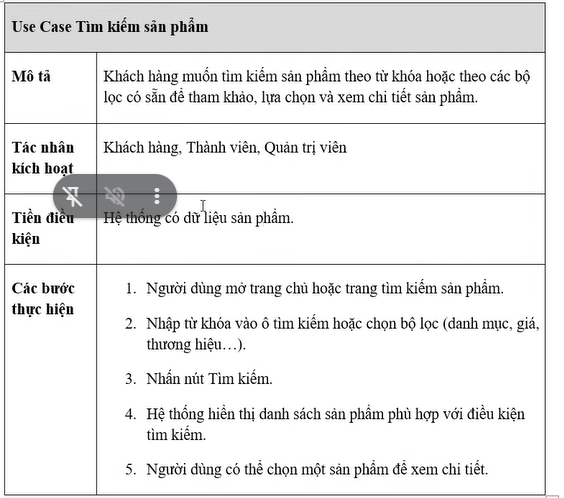 Use Case Tìm kiếm sản phẩm
Mô tả
Khách hàng muốn tìm kiếm sản phẩm theo từ khóa hoặc theo các bộ
lọc có sẵn để tham khảo, lựa chọn và xem chi tiết sản phẩm.
Tác nhân
kích hoạt
Khách hàng, Thành viên, Quản trị viên
Tiền điều
kiện
Hệ thống có dữ liệu sản phẩm.
Các bước
thực hiện
1. Người dùng mở trang chủ hoặc trang tìm kiếm sản phẩm.
2. Nhập từ khóa vào ô tìm kiếm hoặc chọn bộ lọc (danh mục, giá,
thương hiệu…).
3. Nhấn nút Tìm kiếm.
4. Hệ thống hiển thị danh sách sản phẩm phù hợp với điều kiện
tìm kiếm.
5. Người dùng có thể chọn một sản phẩm để xem chi tiết.